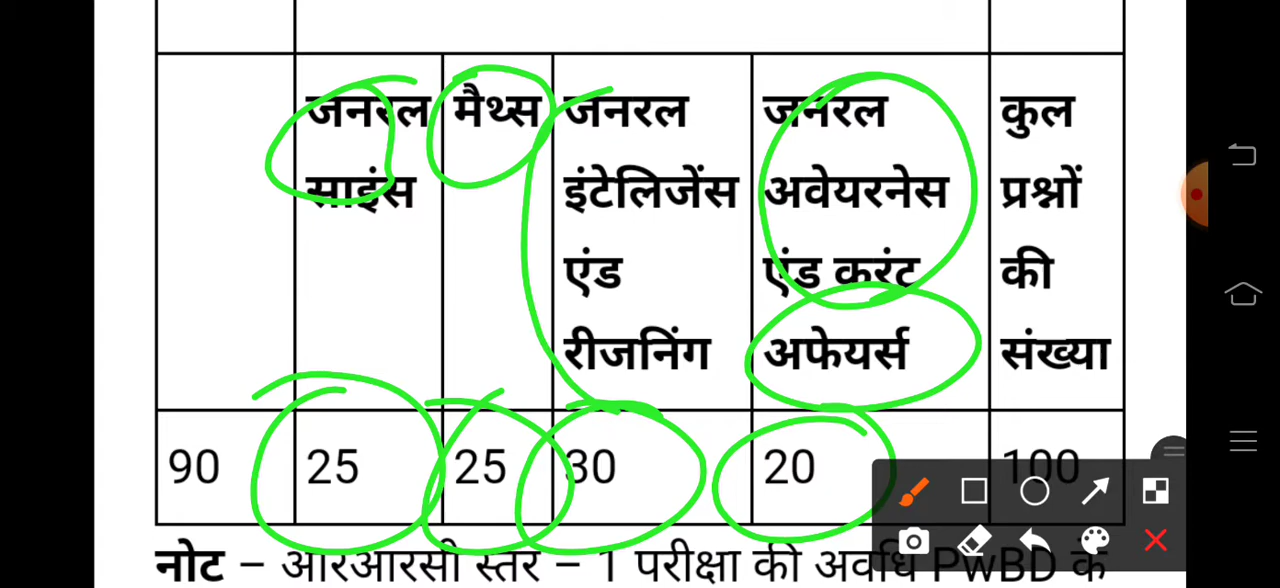 जनरल साइंस
मैथ्स
जनरल इंटेलिजेंस एंड रीजनिंग
जनरल अवेयरनेस एंड करंट अफेयर्स
कुल प्रश्नों की संख्या
90 25 25 30 20 100
नोट – आरआरसी स्तर – 1 परीक्षा की अवधि PwBD के